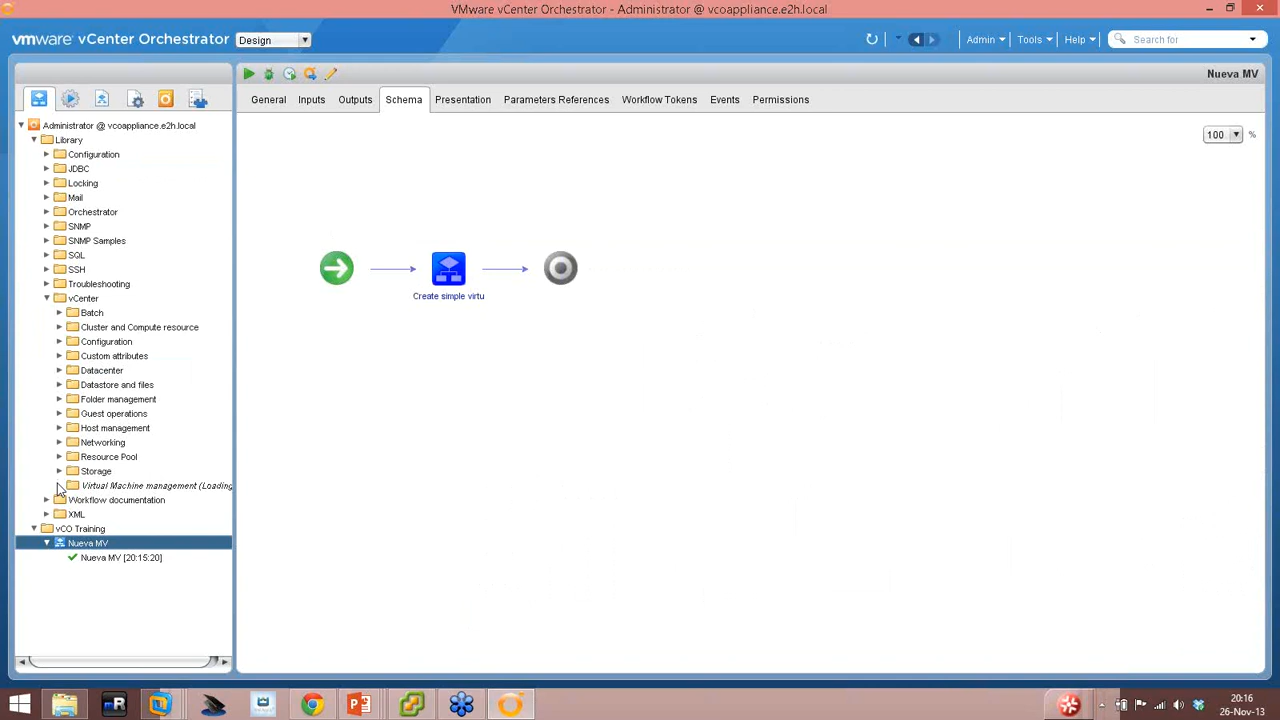 VMware vCenter Orchestrator - Administrator @ vcoappliance.e2h.local
vmware vCenter Orchestrator
Design
Admin
Tools
Help
Search for
Nueva MV
General
Inputs
Outputs
Schema
Presentation
Parameters References
Workflow Tokens
Events
Permissions
100 %
Administrator @ vcoappliance.e2h.local
Library
Configuration
JDBC
Locking
Mail
Orchestrator
SNMP
SNMP Samples
SQL
SSH
Troubleshooting
vCenter
Batch
Cluster and Compute resource
Configuration
Custom attributes
Datacenter
Datastore and files
Folder management
Guest operations
Host management
Networking
Resource Pool
Storage
Virtual Machine management (Loading
Workflow documentation
XML
vCO Training
Nueva MV
Nueva MV [20:15:20]
Create simple virtu
mR
20:16
26-Nov-13